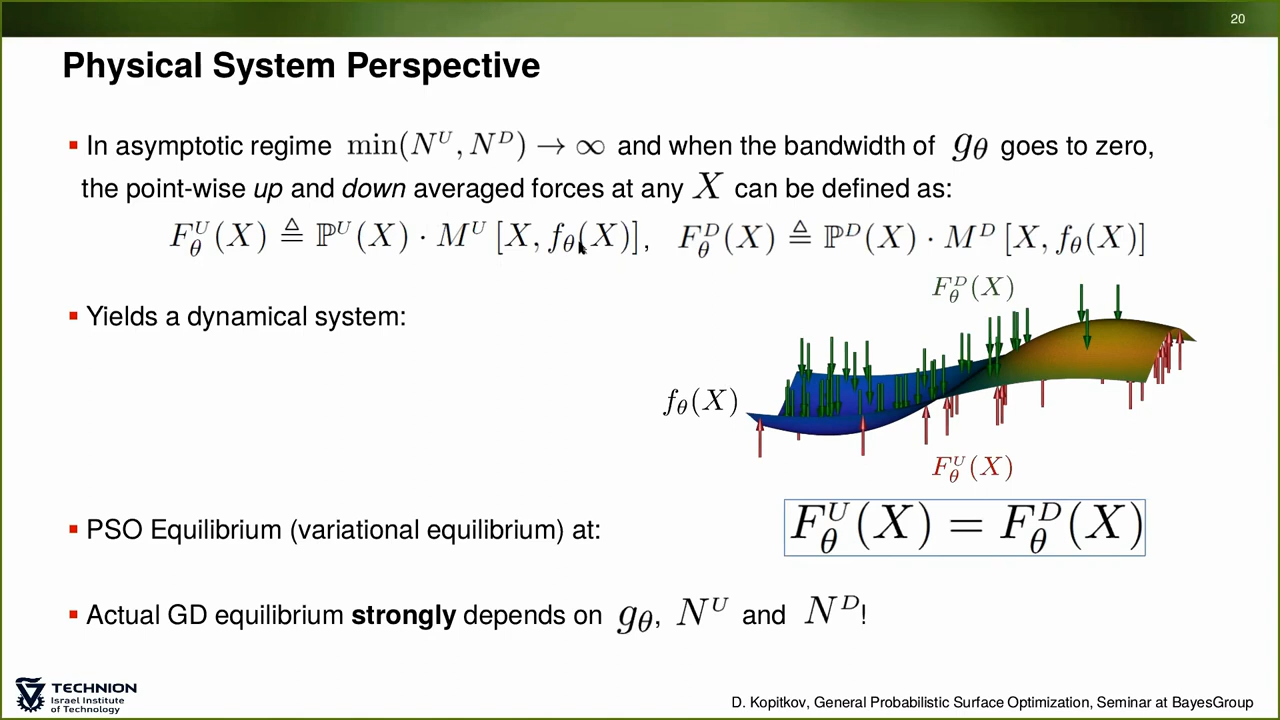 20
Physical System Perspective
▪ In asymptotic regime min(N^U, N^D) → ∞ and when the bandwidth of g_θ goes to zero,
the point-wise up and down averaged forces at any X can be defined as:
F_θ^U(X) ≜ ℙ^U(X) · M^U [X, f_θ(X)], F_θ^D(X) ≜ ℙ^D(X) · M^D [X, f_θ(X)]
F_θ^D(X)
▪ Yields a dynamical system:
f_θ(X)
F_θ^U(X)
▪ PSO Equilibrium (variational equilibrium) at: F_θ^U(X) = F_θ^D(X)
▪ Actual GD equilibrium strongly depends on g_θ, N^U and N^D!
TECHNION
Israel Institute
of Technology
D. Kopitkov, General Probabilistic Surface Optimization, Seminar at BayesGroup